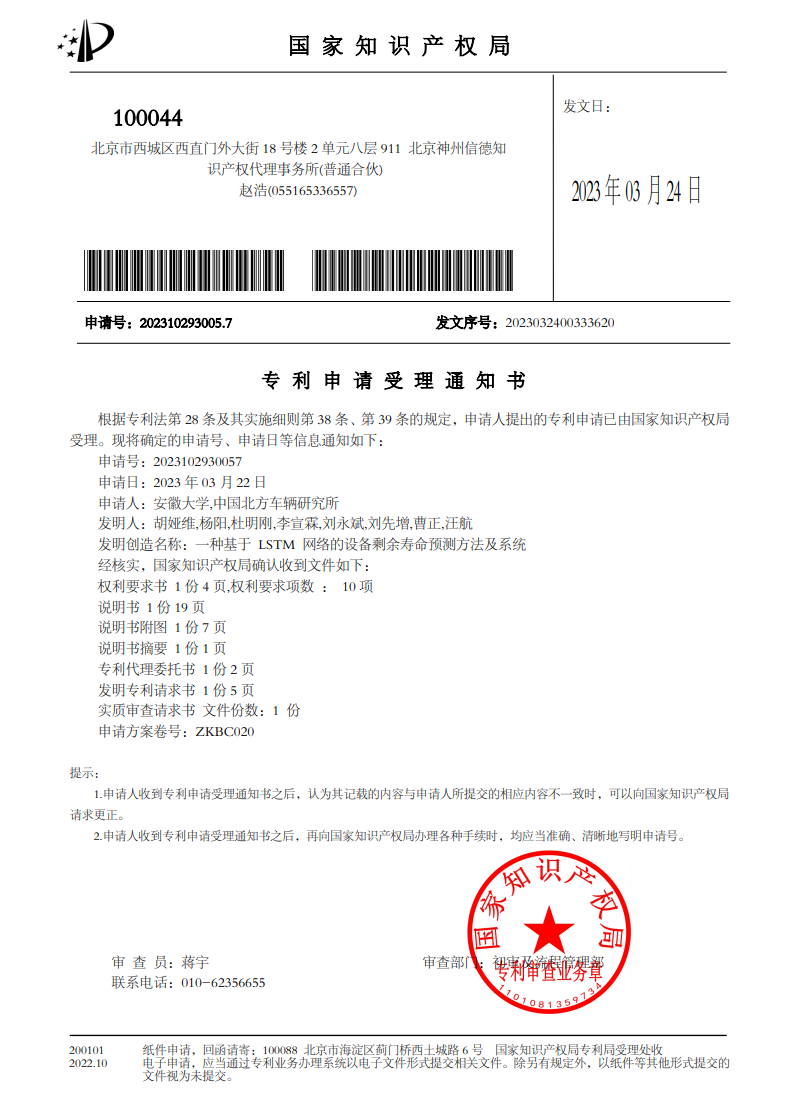 国家知识产权局
100044
发文日：
北京市西城区西直门外大街 18 号楼 2 单元八层 911 北京神州信德知
识产权代理事务所(普通合伙)
赵浩(055165336557)
2023 年 03 月 24 日
申请号：202310293005.7
发文序号：2023032400333620
专利申请受理通知书
根据专利法第 28 条及其实施细则第 38 条、第 39 条的规定，申请人提出的专利申请已由国家知识产权局
受理。现将确定的申请号、申请日等信息通知如下：
申请号：2023102930057
申请日：2023 年 03 月 22 日
申请人：安徽大学,中国北方车辆研究所
发明人：胡娅维,杨阳,杜明刚,李宣霖,刘永斌,刘先增,曹正,汪航
发明创造名称：一种基于 LSTM 网络的设备剩余寿命预测方法及系统
经核实，国家知识产权局确认收到文件如下：
权利要求书 1 份 4 页,权利要求项数 ： 10 项
说明书 1 份 19 页
说明书附图 1 份 7 页
说明书摘要 1 份 1 页
专利代理委托书 1 份 2 页
发明专利请求书 1 份 5 页
实质审查请求书 文件份数：1 份
申请方案卷号：ZKBC020
提示：
1.申请人收到专利申请受理通知书之后，认为其记载的内容与申请人所提交的相应内容不一致时，可以向国家知识产权局
请求更正。
2.申请人收到专利申请受理通知书之后，再向国家知识产权局办理各种手续时，均应当准确、清晰地写明申请号。
国家知识产权局
审 查 员：蒋宇
审查部门：初审及流程管理部
专利审查业务章
联系电话：010-62356655
1101081359734
200101 纸件申请，回函请寄：100088 北京市海淀区蓟门桥西土城路 6 号 国家知识产权局专利局受理处收
2022.10 电子申请，应当通过专利业务办理系统以电子文件形式提交相关文件。除另有规定外，以纸件等其他形式提交的
文件视为未提交。